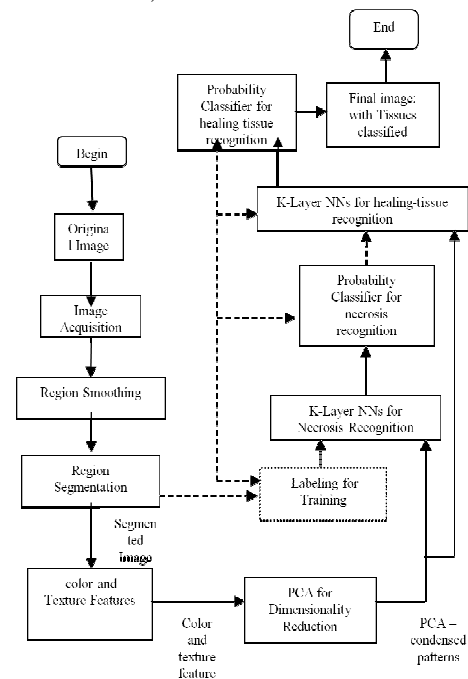 End
Probability
Classifier for
healing tissue
recognition
Final image:
with Tissues
classified
Begin
K-Layer NNs for healing-tissue
recognition
Origina
l Image
Probability
Classifier for
necrosis
recognition
Image
Acquisition
Region Smoothing
K-Layer NNs for
Necrosis Recognition
Region
Segmentation
Labeling for
Training
Segmen
ted
Image
color and
Texture Features
PCA for
Dimensionality
Reduction
Color
and
texture
feature
PCA –
condensed
patterns